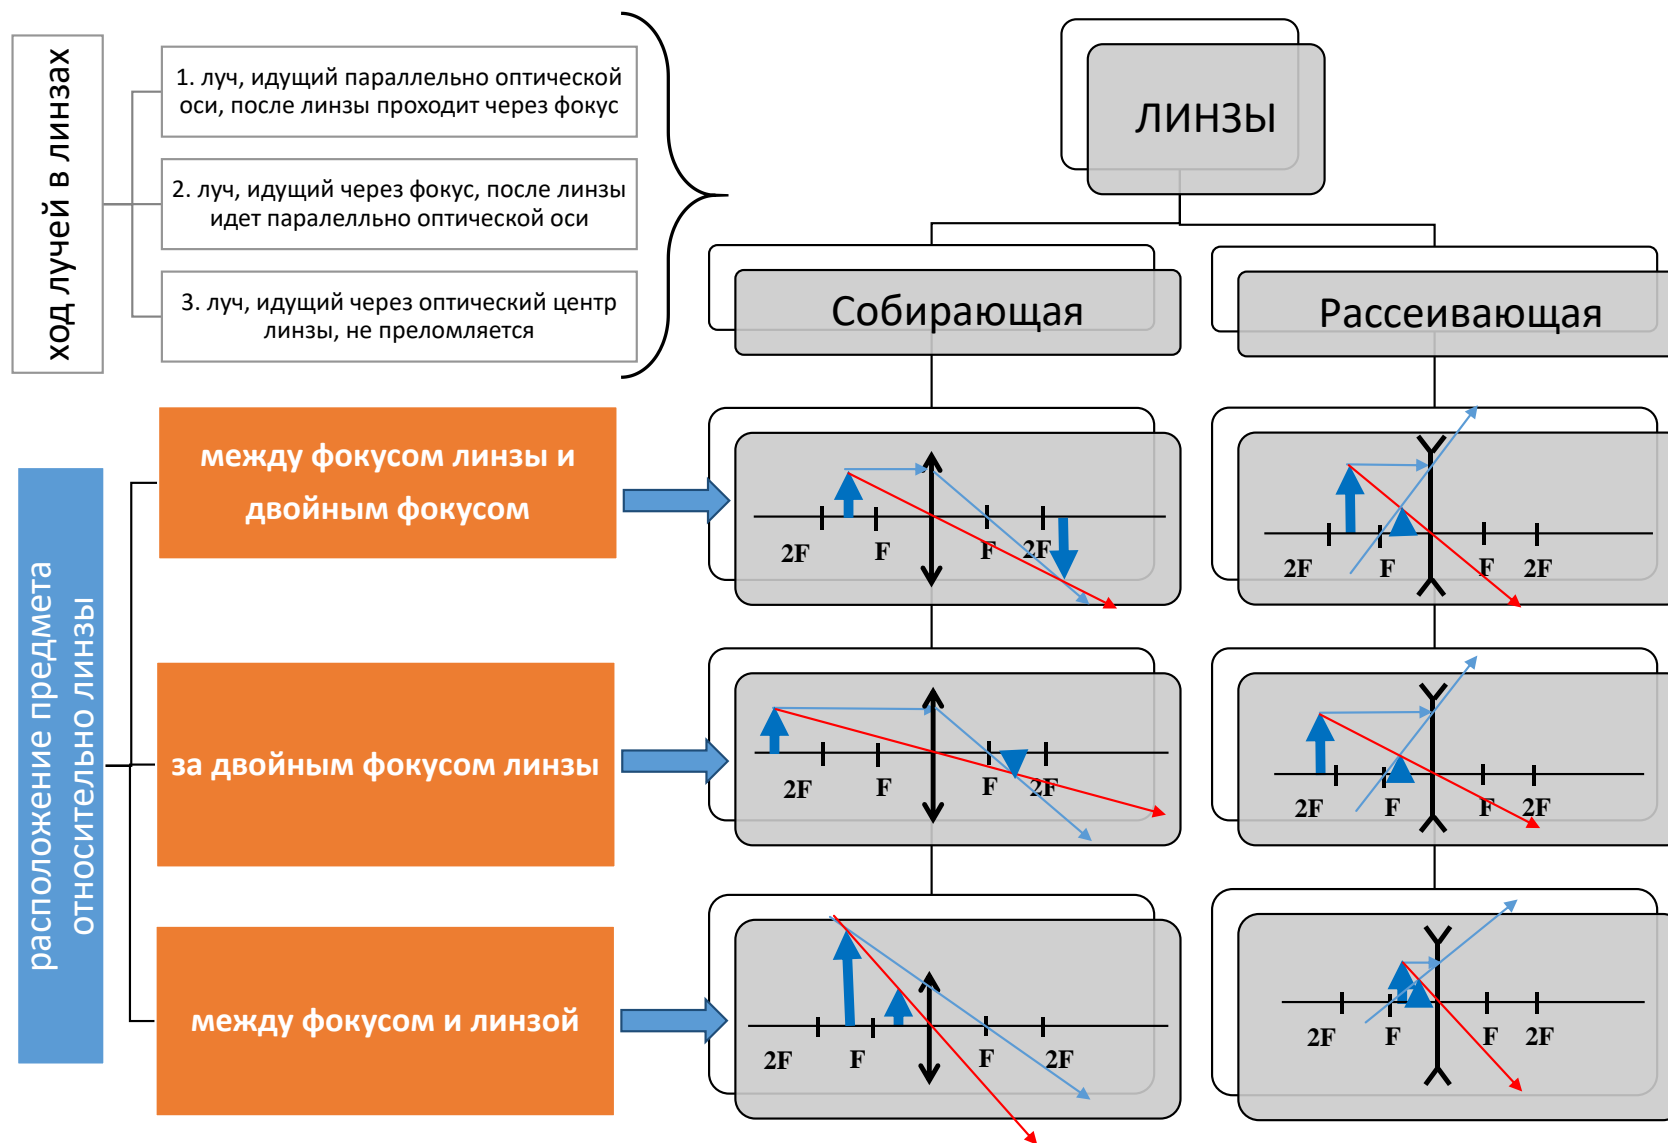 ход лучей в линзах
1. луч, идущий параллельно оптической
оси, после линзы проходит через фокус
2. луч, идущий через фокус, после линзы
идет паралелльно оптической оси
3. луч, идущий через оптический центр
линзы, не преломляется
ЛИНЗЫ
Собирающая
Рассеивающая
расположение предмета
относительно линзы
между фокусом линзы и
двойным фокусом
2F F F 2F
2F F F 2F
за двойным фокусом линзы
2F F F 2F
2F F F 2F
между фокусом и линзой
2F F F 2F
2F F F 2F